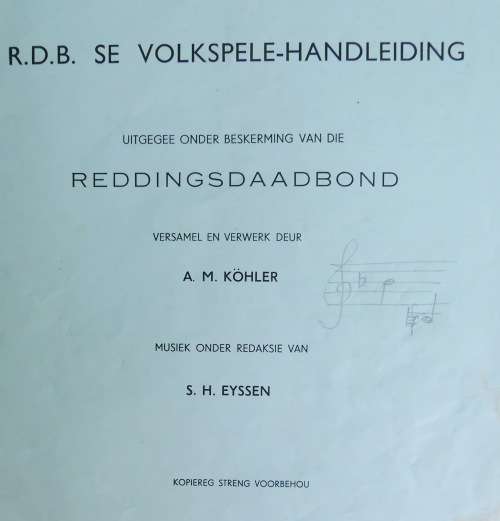 R.D.B. SE VOLKSPELE-HANDLEIDING
UITGEGEE ONDER BESKERMING VAN DIE
REDDINGSDAADBOND
VERSAMEL EN VERWERK DEUR
A. M. KÖHLER
MUSIEK ONDER REDAKSIE VAN
S. H. EYSSEN
KOPIEREG STRENG VOORBEHOU